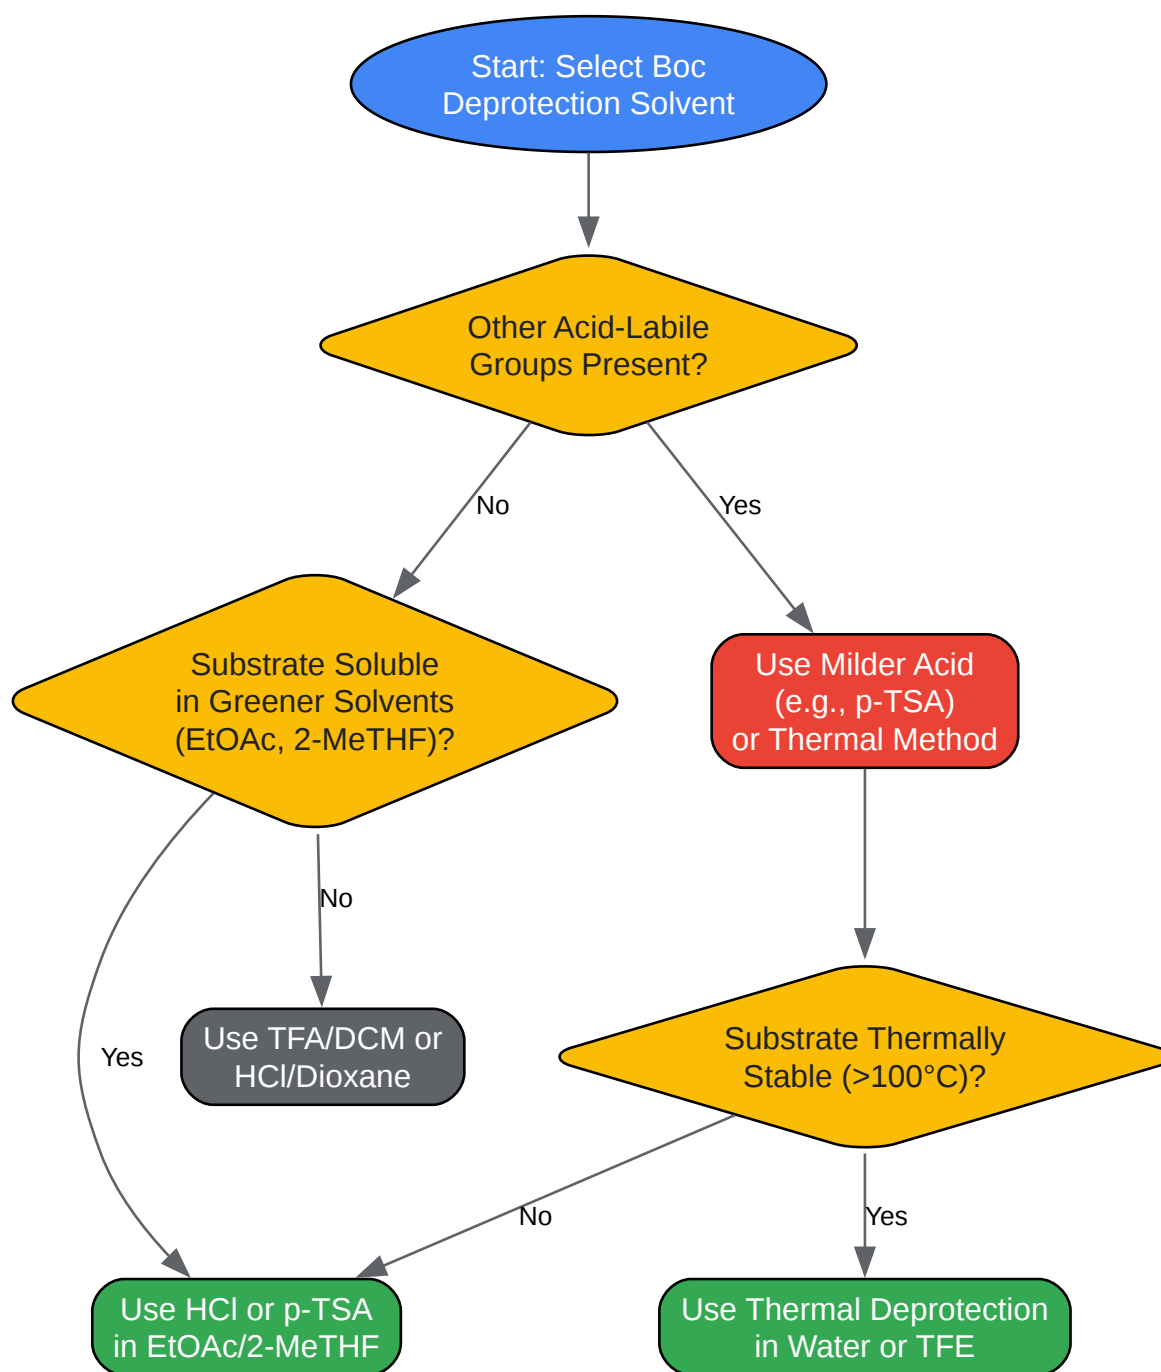 Start: Select Boc
Deprotection Solvent
Other Acid-Labile
Groups Present?
No
Yes
Substrate Soluble
in Greener Solvents
(EtOAc, 2-MeTHF)?
Use Milder Acid
(e.g., p-TSA)
or Thermal Method
No
Yes
Use TFA/DCM or
HCl/Dioxane
Substrate Thermally
Stable (>100°C)?
No
Yes
Use HCl or p-TSA
in EtOAc/2-MeTHF
Use Thermal Deprotection
in Water or TFE